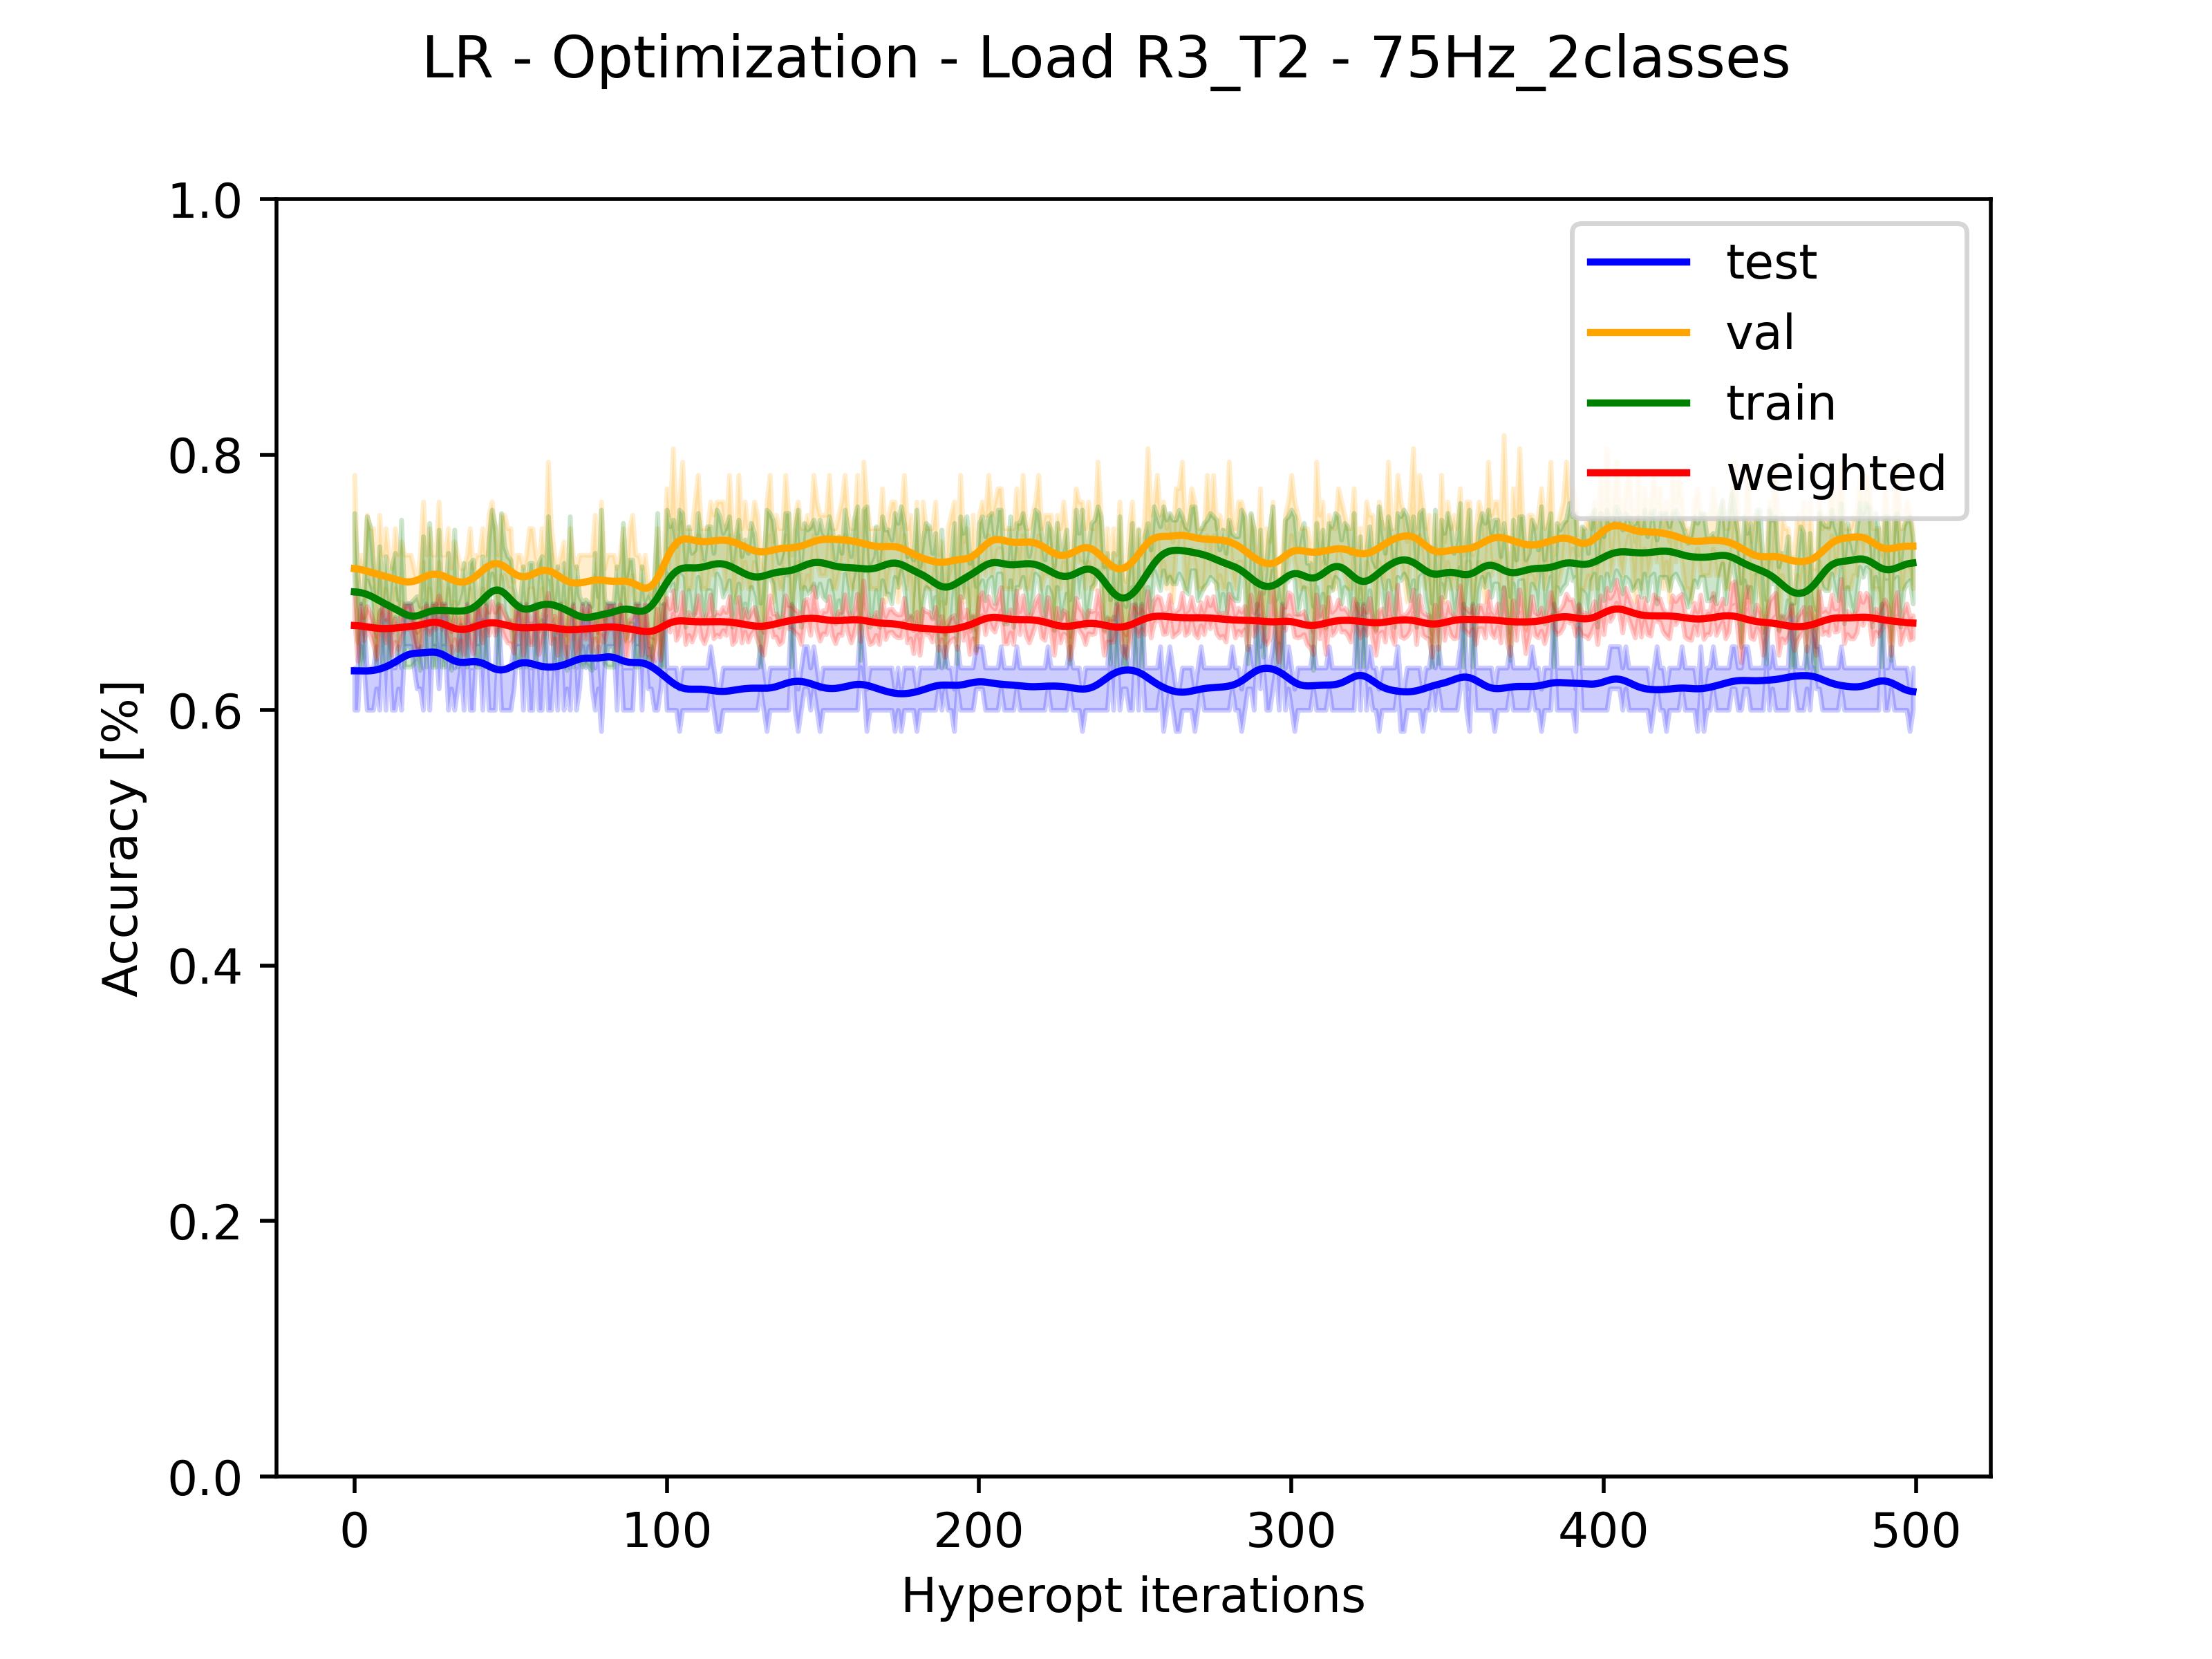 LR - Optimization - Load R3_T2 - 75Hz_2classes
1.0
0.8
0.6
0.4
0.2
0.0
Accuracy [%]
test
val
train
weighted
0 100 200 300 400 500
Hyperopt iterations